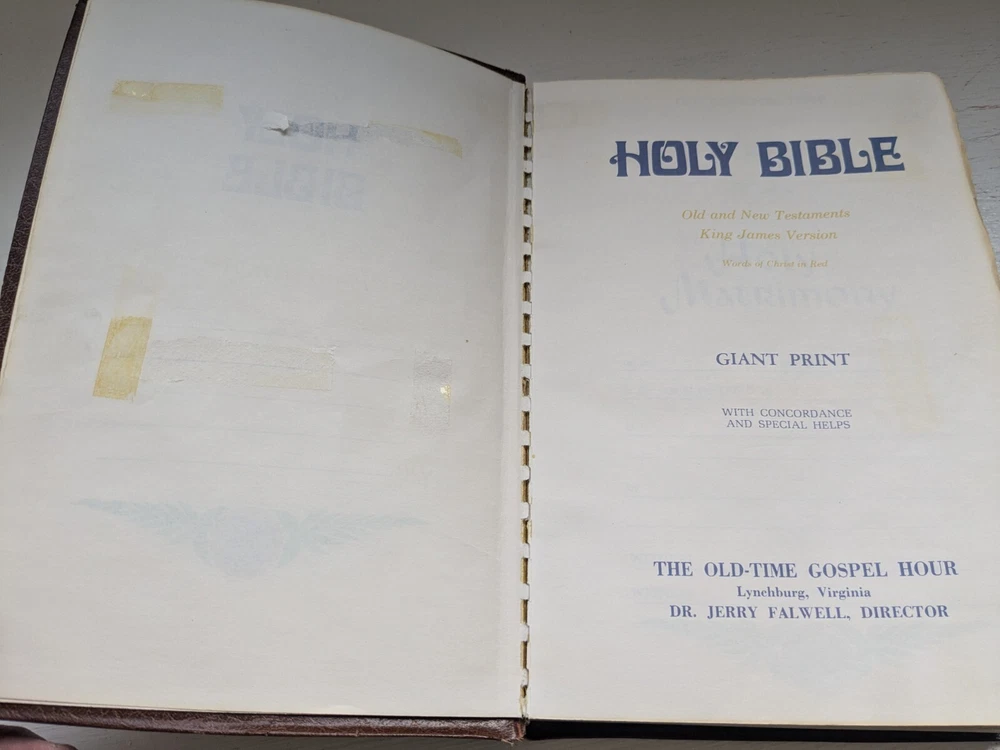 HOLY BIBLE
Old and New Testaments
King James Version
Words of Christ in Red
GIANT PRINT
WITH CONCORDANCE
AND SPECIAL HELPS
THE OLD-TIME GOSPEL HOUR
Lynchburg, Virginia
DR. JERRY FALWELL, DIRECTOR